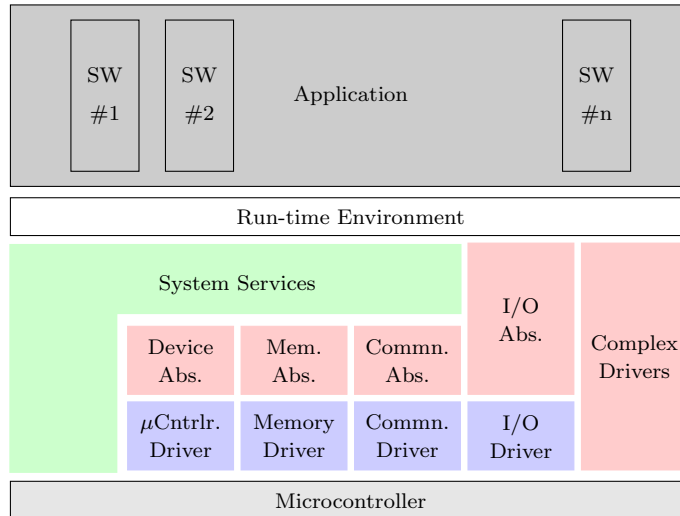 SW
#1
SW
#2
Application
SW
#n
Run-time Environment
System Services
I/O
Abs.
Complex
Drivers
Device
Abs.
Mem.
Abs.
Commn.
Abs.
μCntrlr.
Driver
Memory
Driver
Commn.
Driver
I/O
Driver
Microcontroller